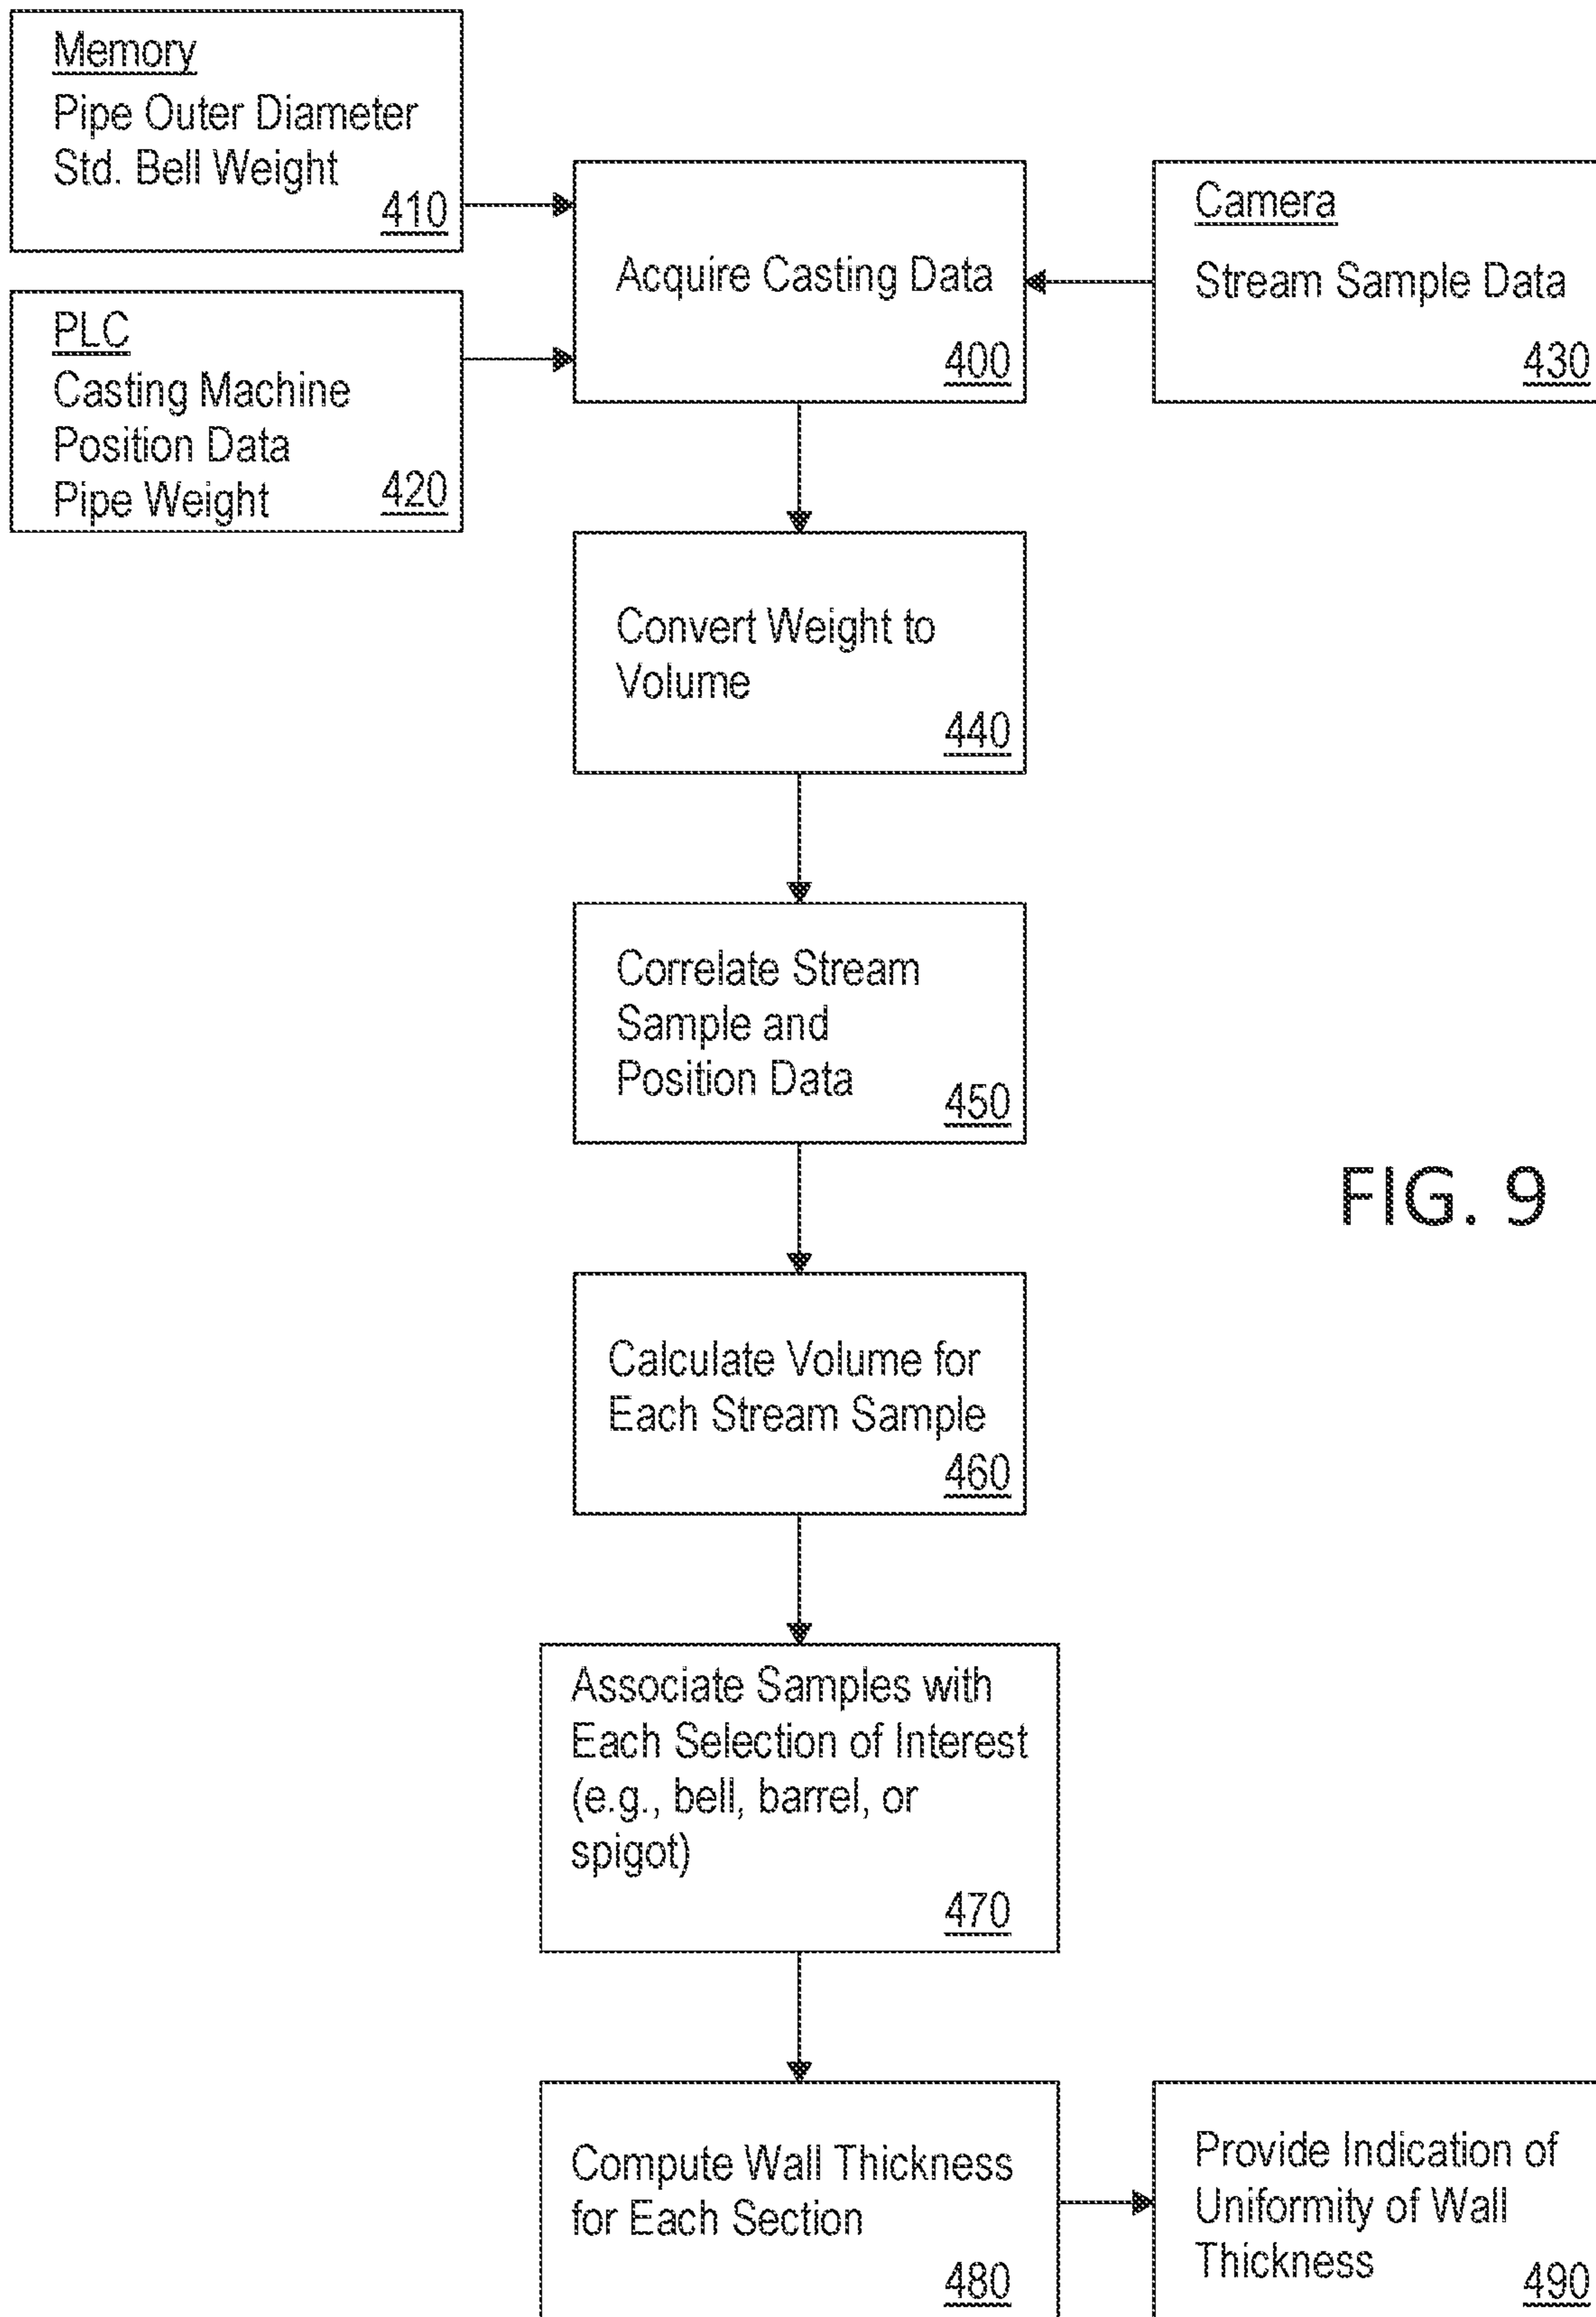 Memory
Pipe Outer Diameter
Std. Bell Weight
410
PLC
Casting Machine
Position Data
Pipe Weight
420
Acquire Casting Data
400
Camera
Stream Sample Data
430
Convert Weight to
Volume
440
Correlate Stream
Sample and
Position Data
450
FIG. 9
Calculate Volume for
Each Stream Sample
460
Associate Samples with
Each Selection of Interest
(e.g., bell, barrel, or
spigot)
470
Compute Wall Thickness
for Each Section
480
Provide Indication of
Uniformity of Wall
Thickness
490